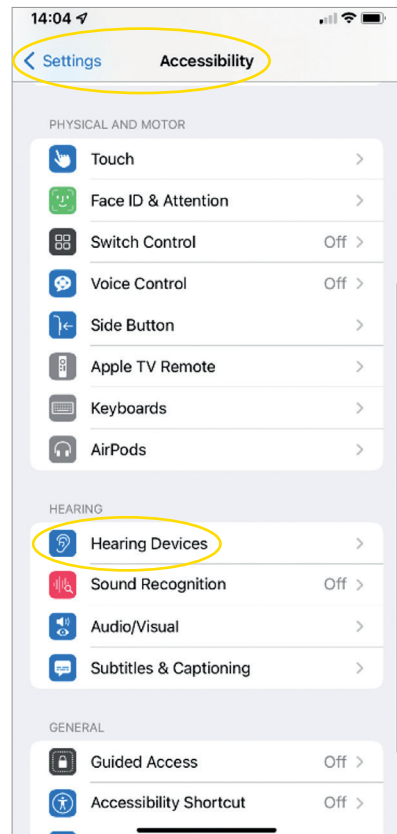 14:04
Settings Accessibility
PHYSICAL AND MOTOR
Touch
Face ID & Attention
Switch Control Off
Voice Control Off
Side Button
Apple TV Remote
Keyboards
AirPods
HEARING
Hearing Devices
Sound Recognition Off
Audio/Visual
Subtitles & Captioning
GENERAL
Guided Access Off
Accessibility Shortcut Off